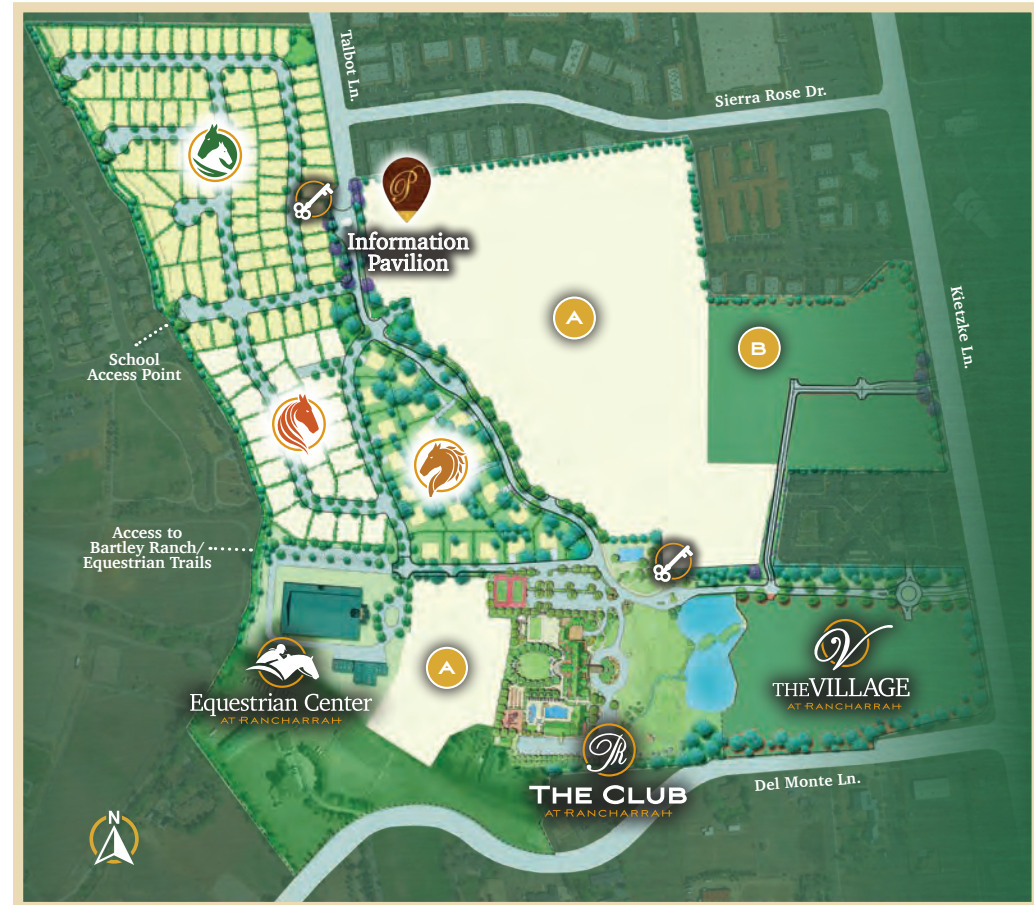 Talbot Ln.
Sierra Rose Dr.
P
Information
Pavilion
A
Kietzke Ln.
B
School
Access Point
Access to
Bartley Ranch/
Equestrian Trails
A
V
THE VILLAGE
AT RANCHARRAH
Equestrian Center
AT RANCHARRAH
R
THE CLUB
AT RANCHARRAH
Del Monte Ln.
N